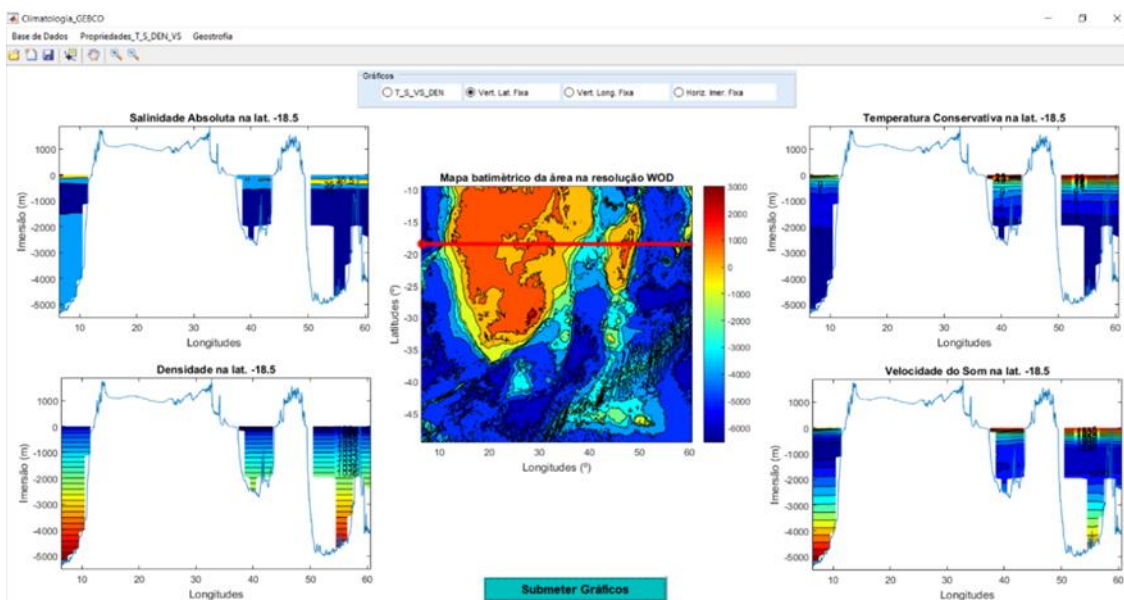 Climatologia_GEBCO
Base de Dados Propriedades_T_S_DEN_VS Geostrofia
Gráficos
T_S_VS_DEN Vert. Lat. Fixa Vert. Long. Fixa Horiz. Imer. Fixa
Salinidade Absoluta na lat. -18.5
1000
0
-1000
-2000
-3000
-4000
-5000
Imersão (m)
10 20 30 40 50 60
Longitudes
Densidade na lat. -18.5
1000
0
-1000
-2000
-3000
-4000
-5000
Imersão (m)
10 20 30 40 50 60
Longitudes
Mapa batimètrico da área na resolução WOD
-10
-15
-20
-25
-30
-35
-40
-45
Latitudes (º)
10 20 30 40 50 60
Longitudes (º)
3000
2000
1000
0
-1000
-2000
-3000
-4000
-5000
-6000
Temperatura Conservativa na lat. -18.5
1000
0
-1000
-2000
-3000
-4000
-5000
Imersão (m)
10 20 30 40 50 60
Longitudes
Velocidade do Som na lat. -18.5
1000
0
-1000
-2000
-3000
-4000
-5000
Imersão (m)
10 20 30 40 50 60
Longitudes
Submeter Gráficos